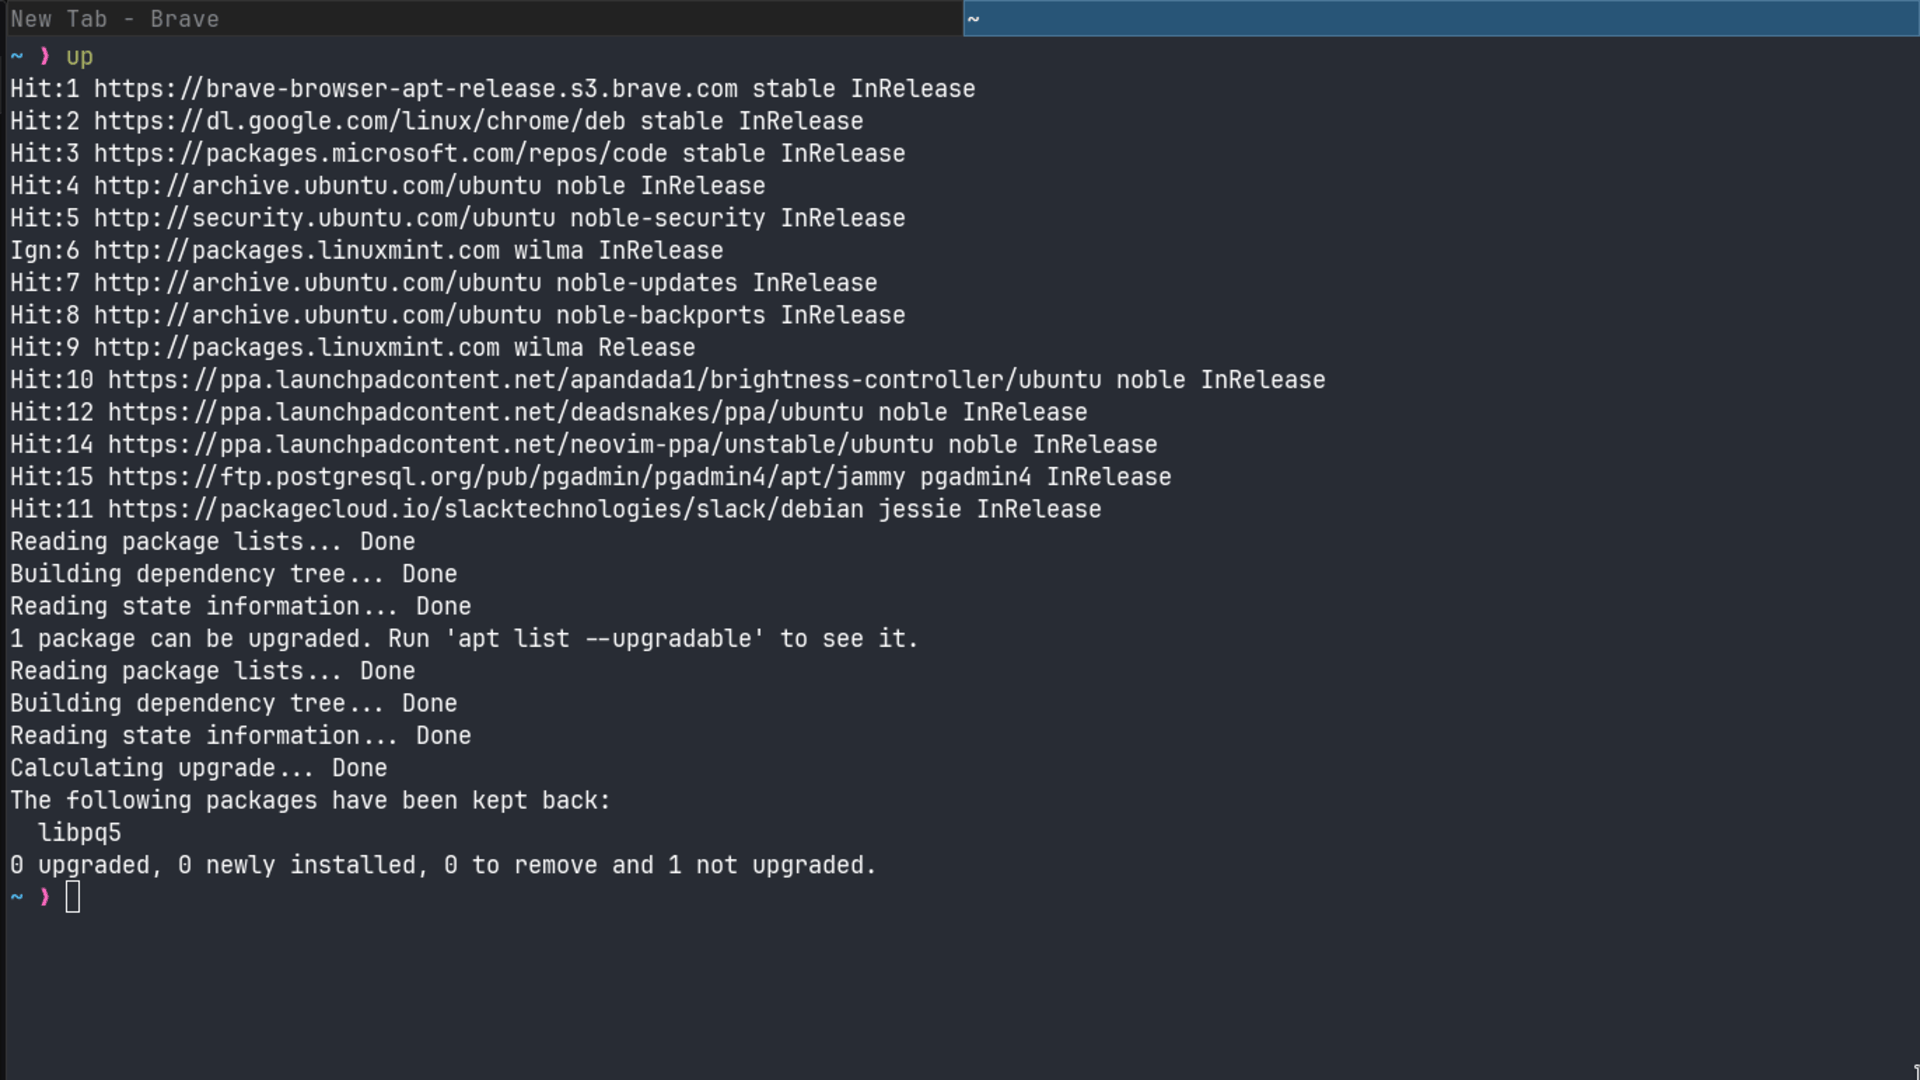 New Tab - Brave
~
~ ❯ up
Hit:1 https://brave-browser-apt-release.s3.brave.com stable InRelease
Hit:2 https://dl.google.com/linux/chrome/deb stable InRelease
Hit:3 https://packages.microsoft.com/repos/code stable InRelease
Hit:4 http://archive.ubuntu.com/ubuntu noble InRelease
Hit:5 http://security.ubuntu.com/ubuntu noble-security InRelease
Ign:6 http://packages.linuxmint.com wilma InRelease
Hit:7 http://archive.ubuntu.com/ubuntu noble-updates InRelease
Hit:8 http://archive.ubuntu.com/ubuntu noble-backports InRelease
Hit:9 http://packages.linuxmint.com wilma Release
Hit:10 https://ppa.launchpadcontent.net/apandada1/brightness-controller/ubuntu noble InRelease
Hit:12 https://ppa.launchpadcontent.net/deadsnakes/ppa/ubuntu noble InRelease
Hit:14 https://ppa.launchpadcontent.net/neovim-ppa/unstable/ubuntu noble InRelease
Hit:15 https://ftp.postgresql.org/pub/pgadmin/pgadmin4/apt/jammy pgadmin4 InRelease
Hit:11 https://packagecloud.io/slacktechnologies/slack/debian jessie InRelease
Reading package lists... Done
Building dependency tree... Done
Reading state information... Done
1 package can be upgraded. Run 'apt list --upgradable' to see it.
Reading package lists... Done
Building dependency tree... Done
Reading state information... Done
Calculating upgrade... Done
The following packages have been kept back:
  libpq5
0 upgraded, 0 newly installed, 0 to remove and 1 not upgraded.
~ ❯